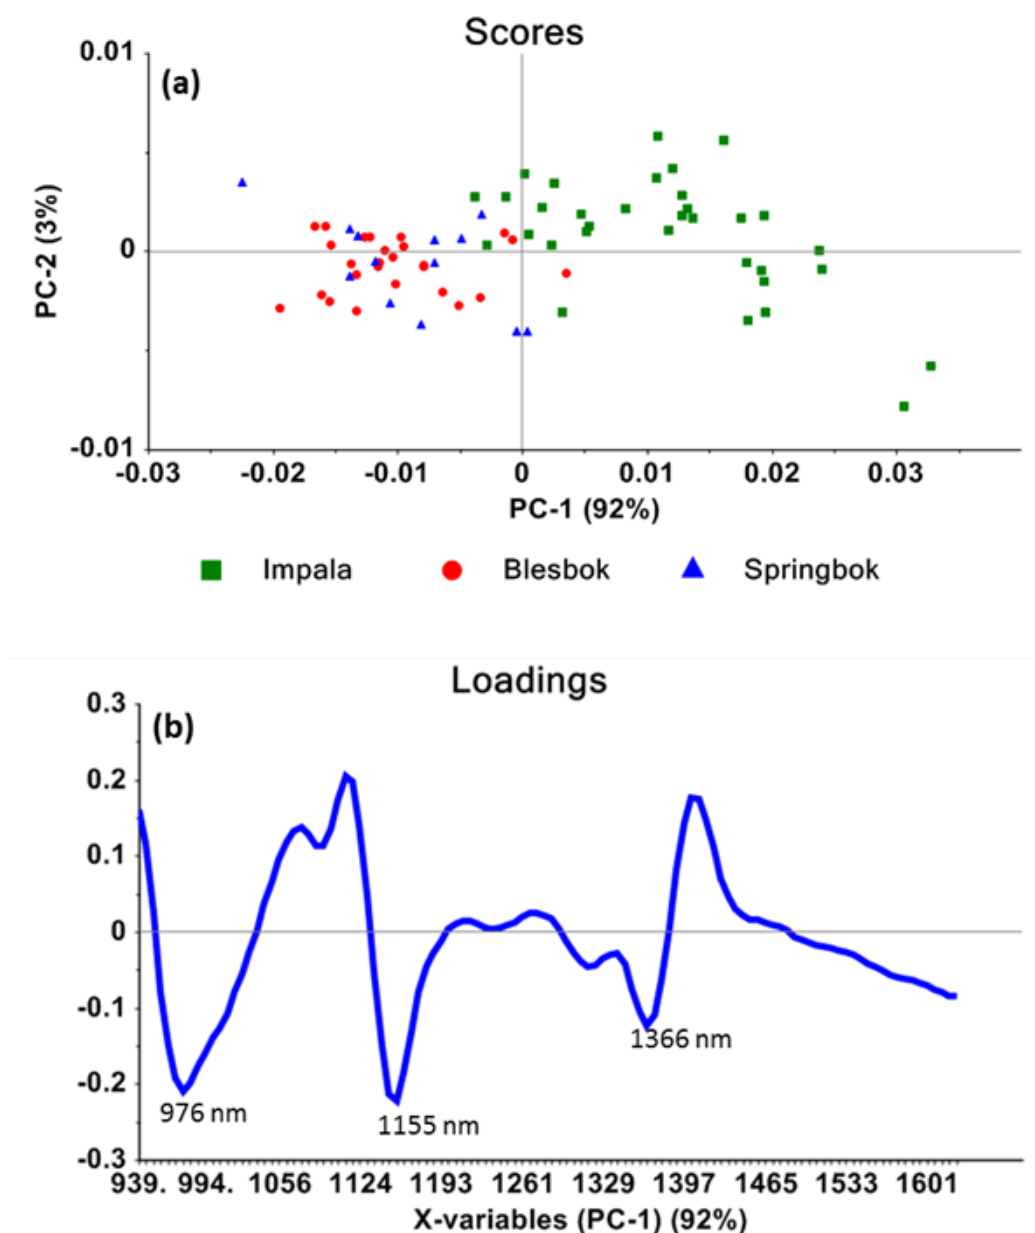 Scores
(a)
0.01
0
-0.01
PC-2 (3%)
-0.03 -0.02 -0.01 0 0.01 0.02 0.03
PC-1 (92%)
Impala Blesbok Springbok
Loadings
(b)
0.3
0.2
0.1
0
-0.1
-0.2
-0.3
976 nm
1155 nm
1366 nm
939. 994. 1056 1124 1193 1261 1329 1397 1465 1533 1601
X-variables (PC-1) (92%)